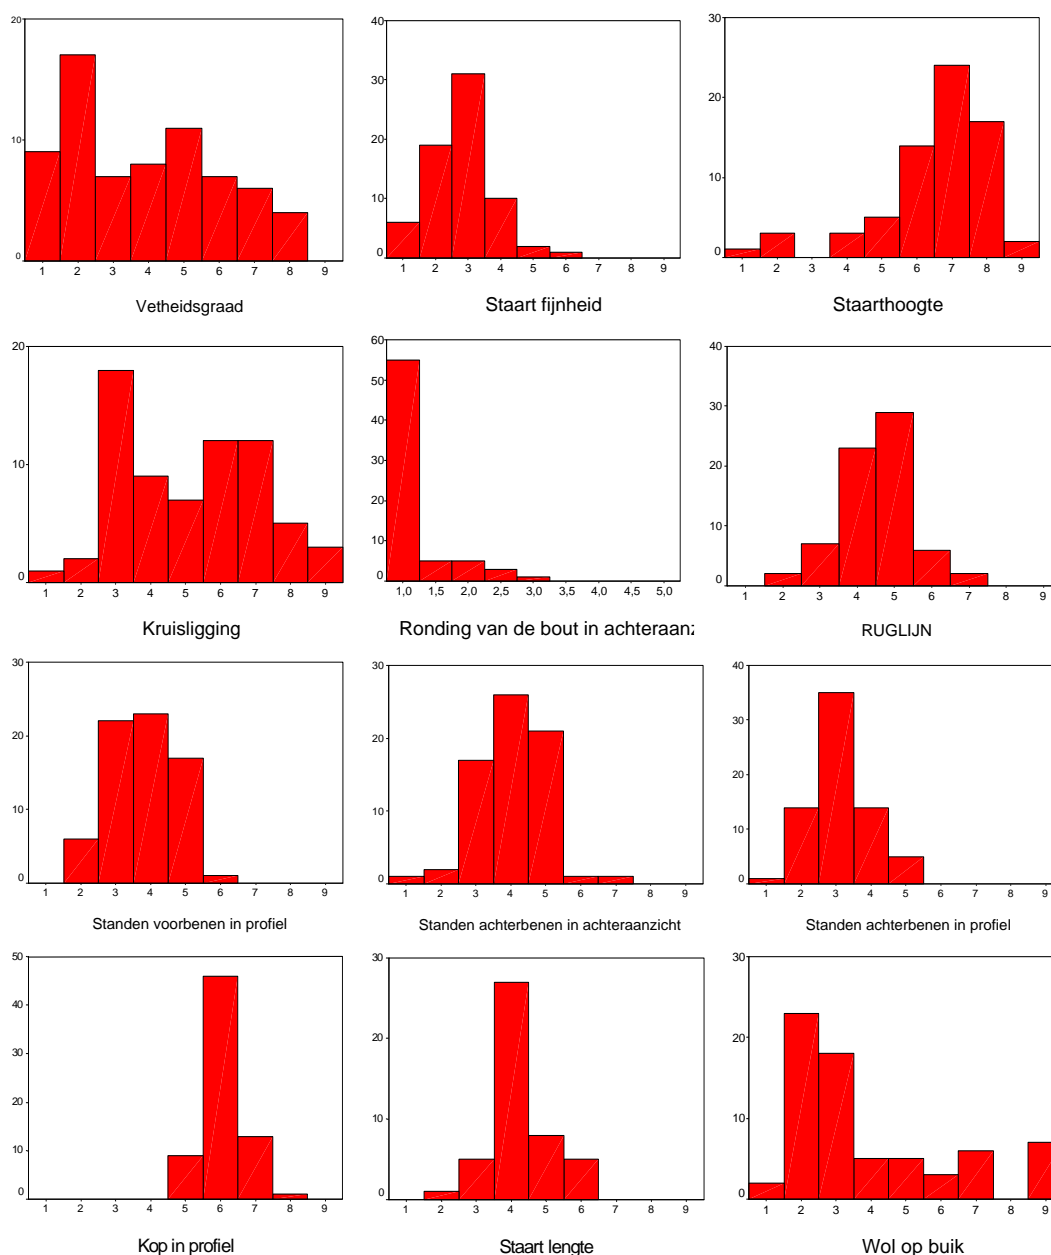 20
10
0
1 2 3 4 5 6 7 8 9
Vetheidsgraad
40
30
20
10
0
1 2 3 4 5 6 7 8 9
Staart fijnheid
30
20
10
0
1 2 3 4 5 6 7 8 9
Staarthoogte
20
10
0
1 2 3 4 5 6 7 8 9
Kruisligging
60
50
40
30
20
10
0
1,0 1,5 2,0 2,5 3,0 3,5 4,0 4,5 5,0
Ronding van de bout in achteraanz
40
30
20
10
0
1 2 3 4 5 6 7 8 9
RUGLIJN
30
20
10
0
1 2 3 4 5 6 7 8 9
Standen voorbenen in profiel
30
20
10
0
1 2 3 4 5 6 7 8 9
Standen achterbenen in achteraanzicht
40
30
20
10
0
1 2 3 4 5 6 7 8 9
Standen achterbenen in profiel
50
40
30
20
10
0
1 2 3 4 5 6 7 8 9
Kop in profiel
30
20
10
0
1 2 3 4 5 6 7 8 9
Staart lengte
30
20
10
0
1 2 3 4 5 6 7 8 9
Wol op buik